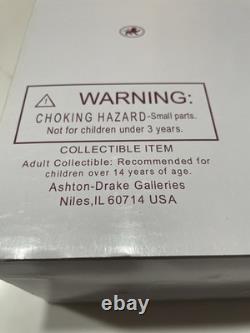 ⚠ WARNING:
CHOKING HAZARD-Small parts.
Not for children under 3 years.
COLLECTIBLE ITEM
Adult Collectible: Recommended for
children over 14 years of age.
Ashton-Drake Galleries
Niles,IL 60714 USA